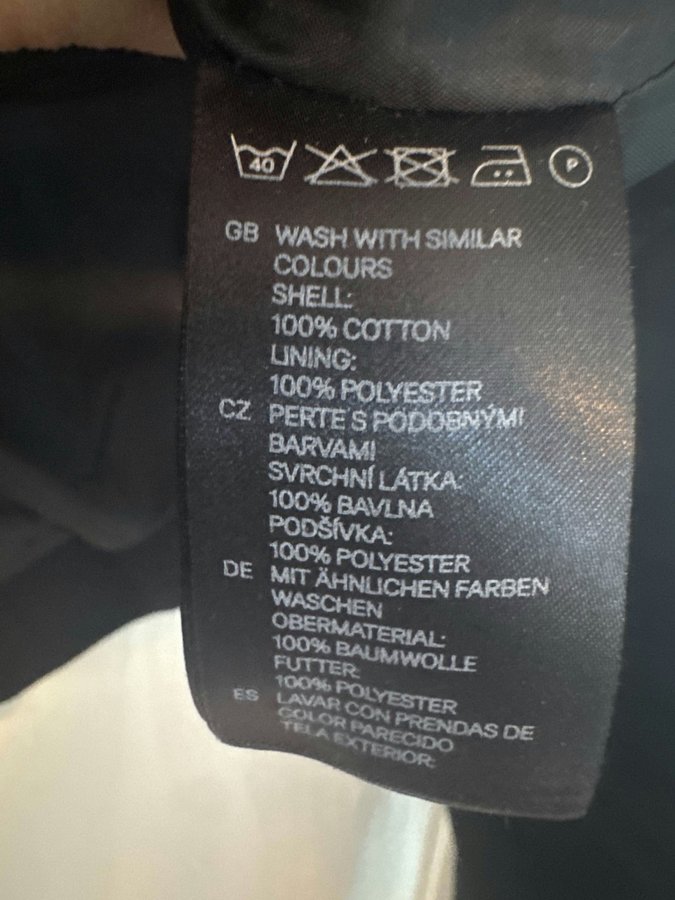 40 P
GB WASH WITH SIMILAR
COLOURS
SHELL:
100% COTTON
LINING:
100% POLYESTER
CZ PERTE S PODOBNÝMI
BARVAMI
SVRCHNÍ LÁTKA:
100% BAVLNA
PODŠÍVKA:
100% POLYESTER
DE MIT ÄHNLICHEN FARBEN
WASCHEN
OBERMATERIAL:
100% BAUMWOLLE
FUTTER:
100% POLYESTER
ES LAVAR CON PRENDAS DE
COLOR PARECIDO
TELA EXTERIOR: